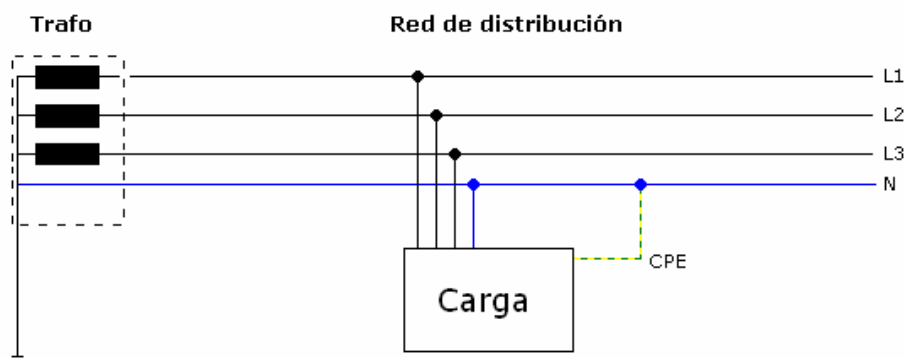 Trafo
Red de distribución
L1
L2
L3
N
CPE
Carga